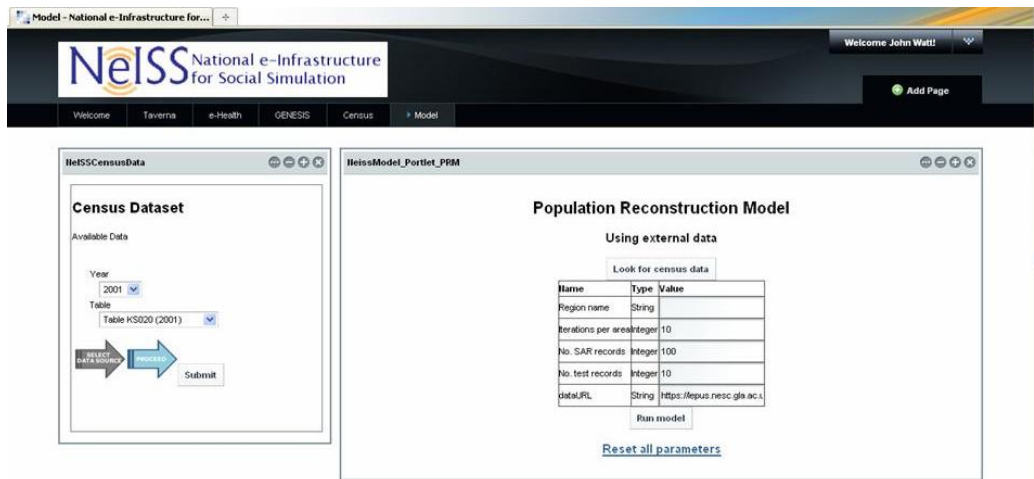 Model - National e-Infrastructure for...
Welcome John Watt!
NeISS National e-Infrastructure
for Social Simulation
Add Page
Welcome Taverna e-Health GENESIS Census Model
NeISSCensusData
NeissModel_Portlet_PRM
Census Dataset
Available Data
Year
2001
Table
Table KS020 (2001)
SELECT
DATA SOURCE
PROCEED
Submit
Population Reconstruction Model
Using external data
Look for census data
Name Type Value
Region name String
Iterations per area Integer 10
No. SAR records Integer 100
No. test records Integer 10
dataURL String https://lepus.nesc.gla.ac.u
Run model
Reset all parameters